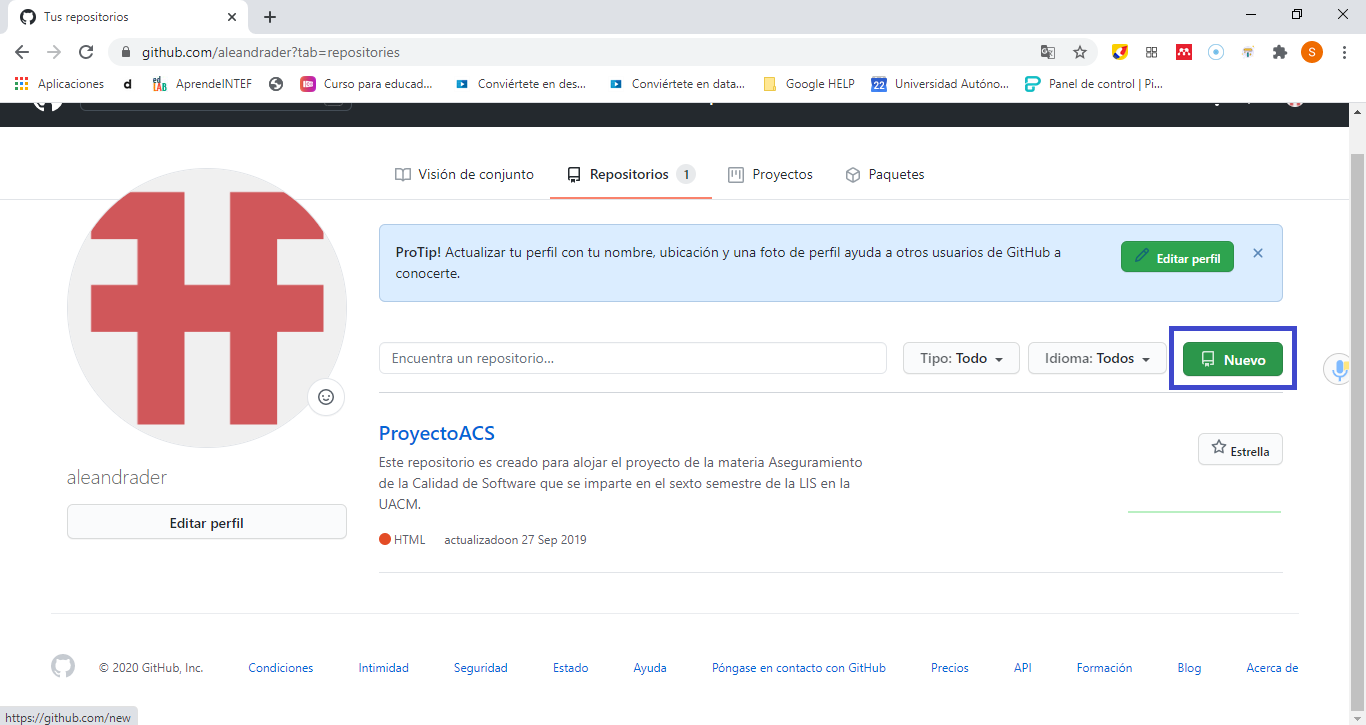 Tus repositorios
github.com/aleandrader?tab=repositories
S
Aplicaciones d AprendeINTEF Curso para educad... Conviértete en des... Conviértete en data... Google HELP 22 Universidad Autóno... Panel de control | Pi...
Visión de conjunto Repositorios 1 Proyectos Paquetes
ProTip! Actualizar tu perfil con tu nombre, ubicación y una foto de perfil ayuda a otros usuarios de GitHub a
conocerte.
Editar perfil
Encuentra un repositorio... Tipo: Todo Idioma: Todos Nuevo
ProyectoACS
Estrella
Este repositorio es creado para alojar el proyecto de la materia Aseguramiento
de la Calidad de Software que se imparte en el sexto semestre de la LIS en la
UACM.
HTML actualizadoon 27 Sep 2019
aleandrader
Editar perfil
© 2020 GitHub, Inc. Condiciones Intimidad Seguridad Estado Ayuda Póngase en contacto con GitHub Precios API Formación Blog Acerca de
https://github.com/new